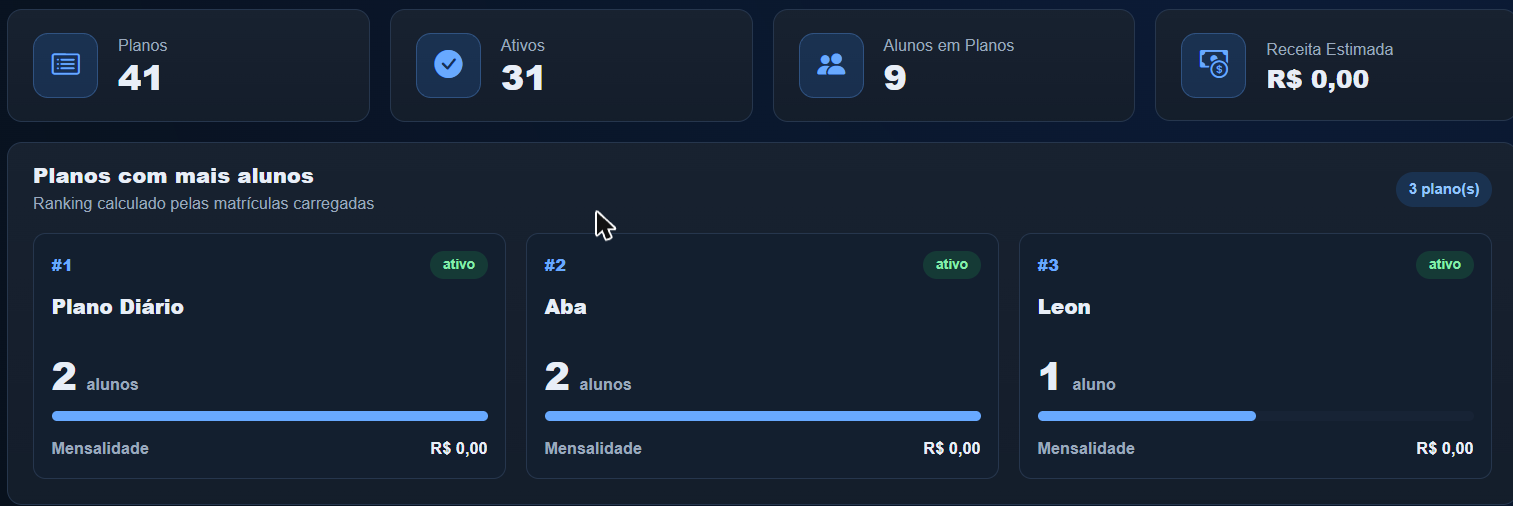 Planos
41
Ativos
31
Alunos em Planos
9
Receita Estimada
R$ 0,00
Planos com mais alunos
Ranking calculado pelas matrículas carregadas
3 plano(s)
#1
ativo
Plano Diário
2 alunos
Mensalidade R$ 0,00
#2
ativo
Aba
2 alunos
Mensalidade R$ 0,00
#3
ativo
Leon
1 aluno
Mensalidade R$ 0,00